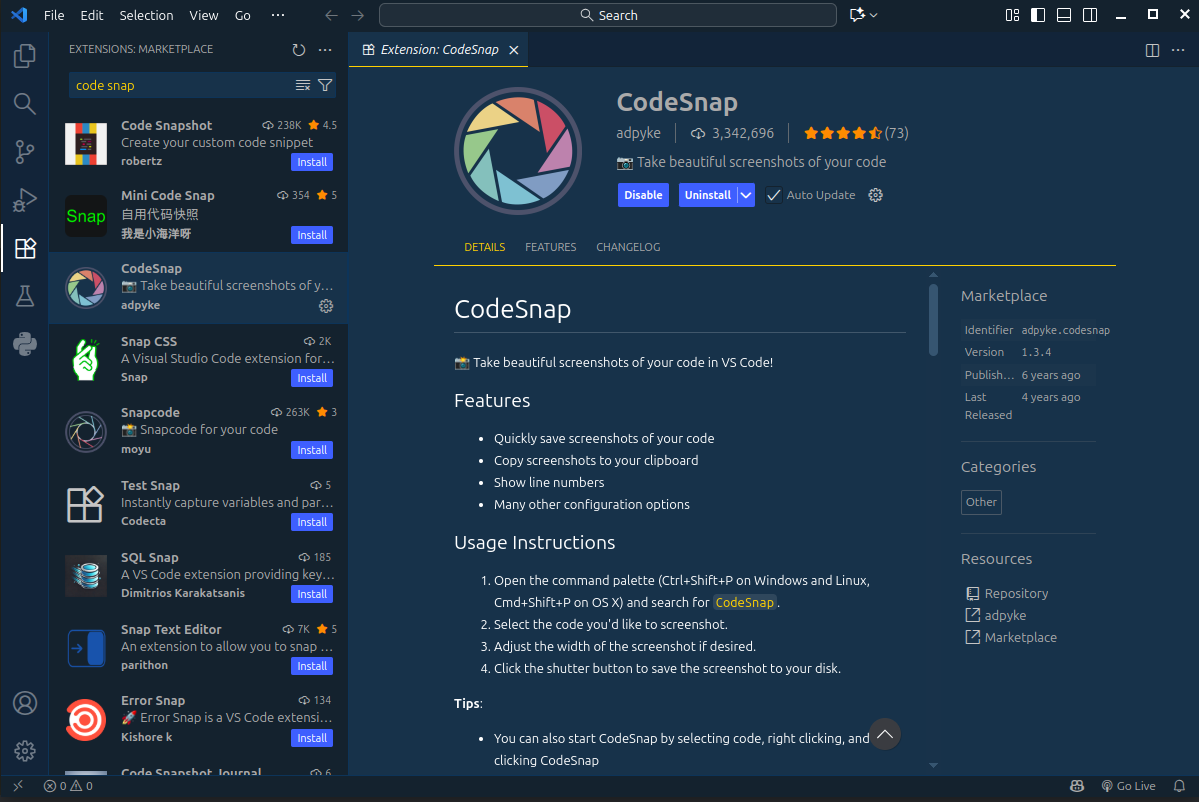 File Edit Selection View Go ··· Search
EXTENSIONS: MARKETPLACE
Extension: CodeSnap
code snap
Code Snapshot 238K 4.5
Create your custom code snippet
robertz Install
Mini Code Snap 354 5
自用代码快照
我是小海洋呀 Install
CodeSnap
📷 Take beautiful screenshots of y…
adpyke
Snap CSS 2K
A Visual Studio Code extension for…
Snap Install
Snapcode 263K 3
📸 Snapcode for your code
moyu Install
Test Snap 5
Instantly capture variables and par…
Codecta Install
SQL Snap 185
A VS Code extension providing key…
Dimitrios Karakatsanis Install
Snap Text Editor 7K 5
An extension to allow you to snap …
parithon Install
Error Snap 134
🚀 Error Snap is a VS Code extensi…
Kishore k Install
Code Snapshot Journal 6
CodeSnap
adpyke 3,342,696 (73)
📷 Take beautiful screenshots of your code
Disable Uninstall Auto Update
DETAILS FEATURES CHANGELOG
CodeSnap
📸 Take beautiful screenshots of your code in VS Code!
Features
• Quickly save screenshots of your code
• Copy screenshots to your clipboard
• Show line numbers
• Many other configuration options
Usage Instructions
1. Open the command palette (Ctrl+Shift+P on Windows and Linux,
Cmd+Shift+P on OS X) and search for CodeSnap.
2. Select the code you'd like to screenshot.
3. Adjust the width of the screenshot if desired.
4. Click the shutter button to save the screenshot to your disk.
Tips:
• You can also start CodeSnap by selecting code, right clicking, and
clicking CodeSnap
Marketplace
Identifier adpyke.codesnap
Version 1.3.4
Publish… 6 years ago
Last 4 years ago
Released
Categories
Other
Resources
Repository
adpyke
Marketplace
0 0 Go Live
Snap